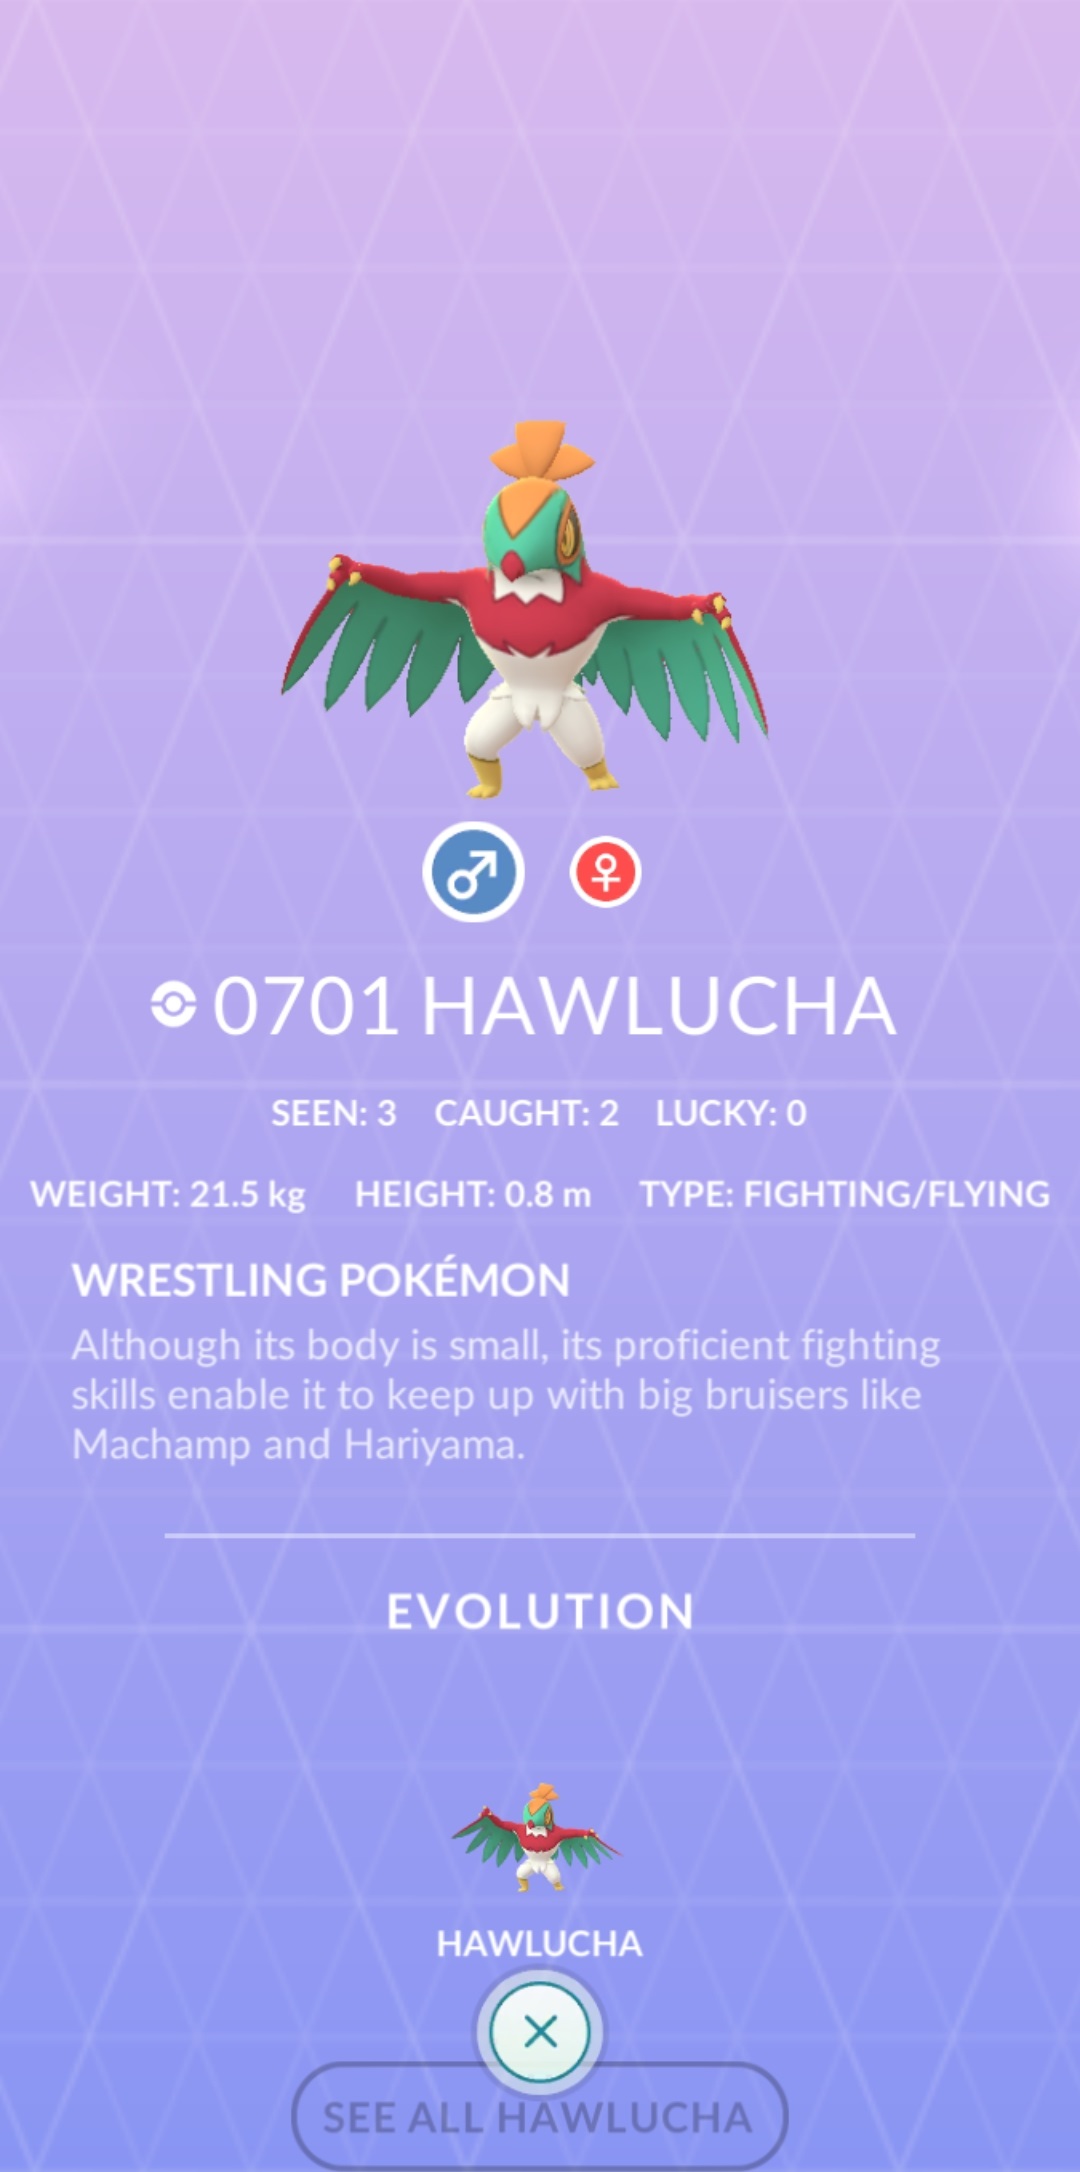 0701 HAWLUCHA
SEEN: 3 CAUGHT: 2 LUCKY: 0
WEIGHT: 21.5 kg HEIGHT: 0.8 m TYPE: FIGHTING/FLYING
WRESTLING POKÉMON
Although its body is small, its proficient fighting
skills enable it to keep up with big bruisers like
Machamp and Hariyama.
EVOLUTION
HAWLUCHA
SEE ALL HAWLUCHA